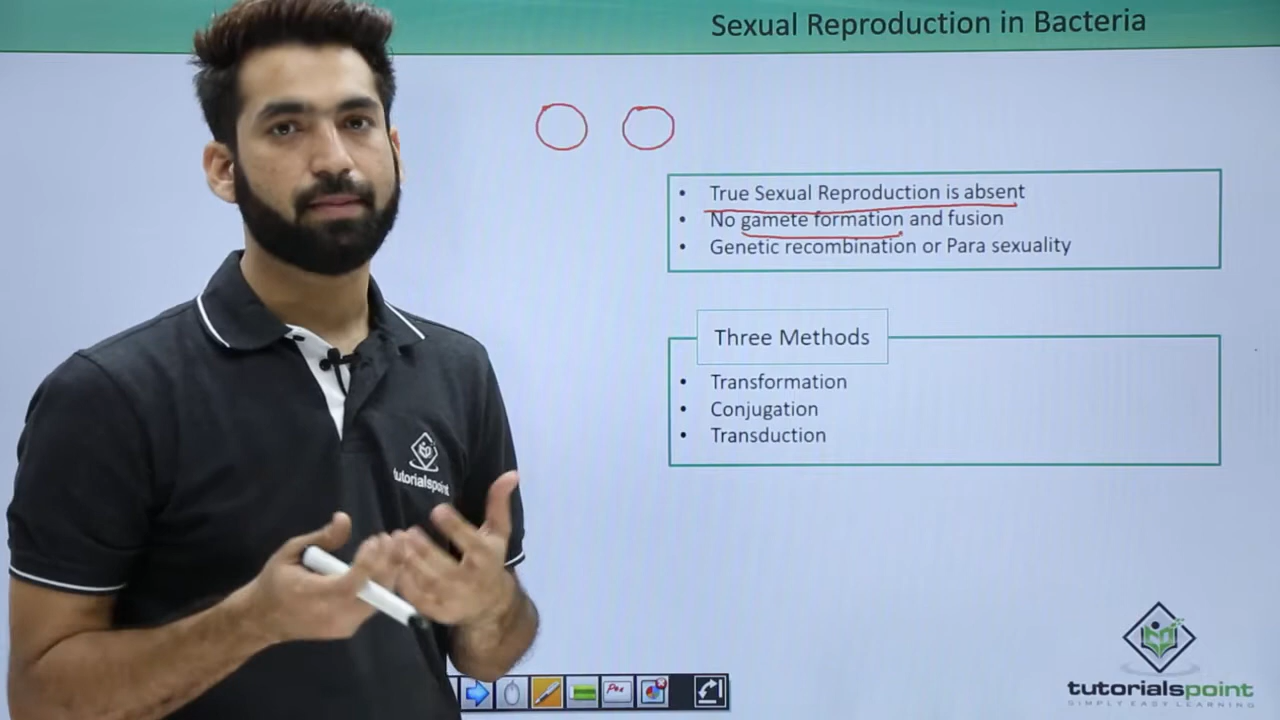 Sexual Reproduction in Bacteria
• True Sexual Reproduction is absent
• No gamete formation and fusion
• Genetic recombination or Para sexuality
Three Methods
• Transformation
• Conjugation
• Transduction
tutorialspoint
Pen
tutorialspoint
SIMPLY EASY LEARNING